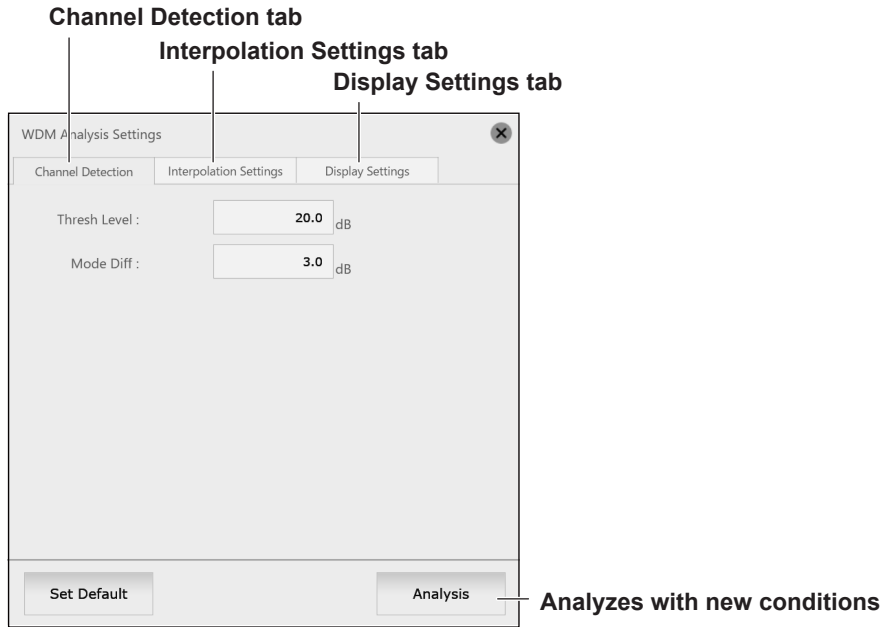 Channel Detection tab
Interpolation Settings tab
Display Settings tab
WDM Analysis Settings
Channel Detection Interpolation Settings Display Settings
Thresh Level : 20.0 dB
Mode Diff : 3.0 dB
Set Default Analysis Analyzes with new conditions